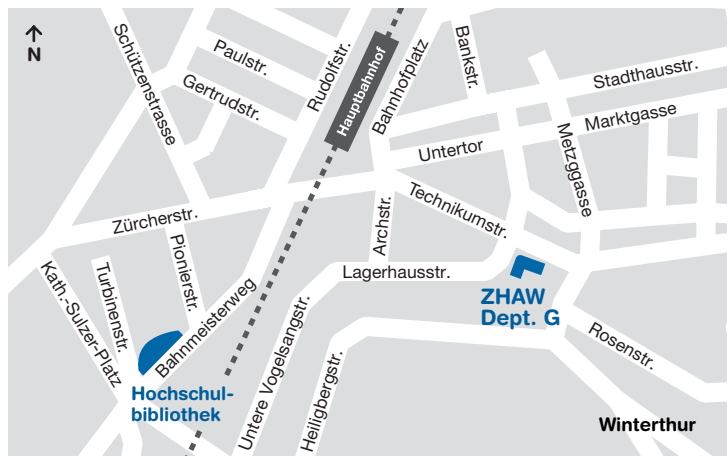 N
Schützenstrasse
Paulstr.
Gertrudstr.
Rudolfstr.
Hauptbahnhof
Bahnhofplatz
Bankstr.
Stadthausstr.
Marktgasse
Untertor
Metzggasse
Technikumstr.
Zürcherstr.
Pionierstr.
Archstr.
Lagerhausstr.
Kath.-Sulzer-Platz
Turbinenstr.
Bahnmeisterweg
ZHAW
Dept. G
Untere Vogelsangstr.
Heiligbergstr.
Rosenstr.
Hochschul-
bibliothek
Winterthur